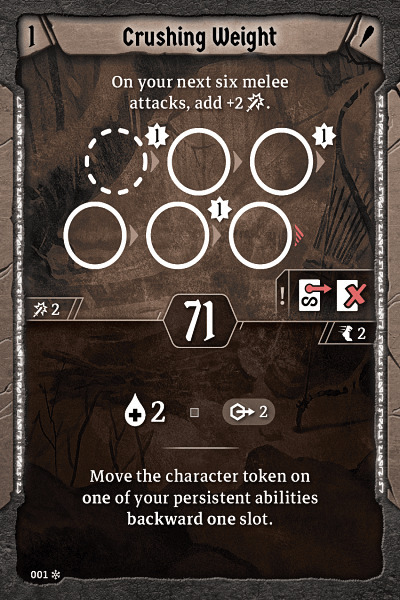 1
Crushing Weight
On your next six melee
attacks, add +2.
1
1
1
! S
2
71
2
2
2
Move the character token on
one of your persistent abilities
backward one slot.
001